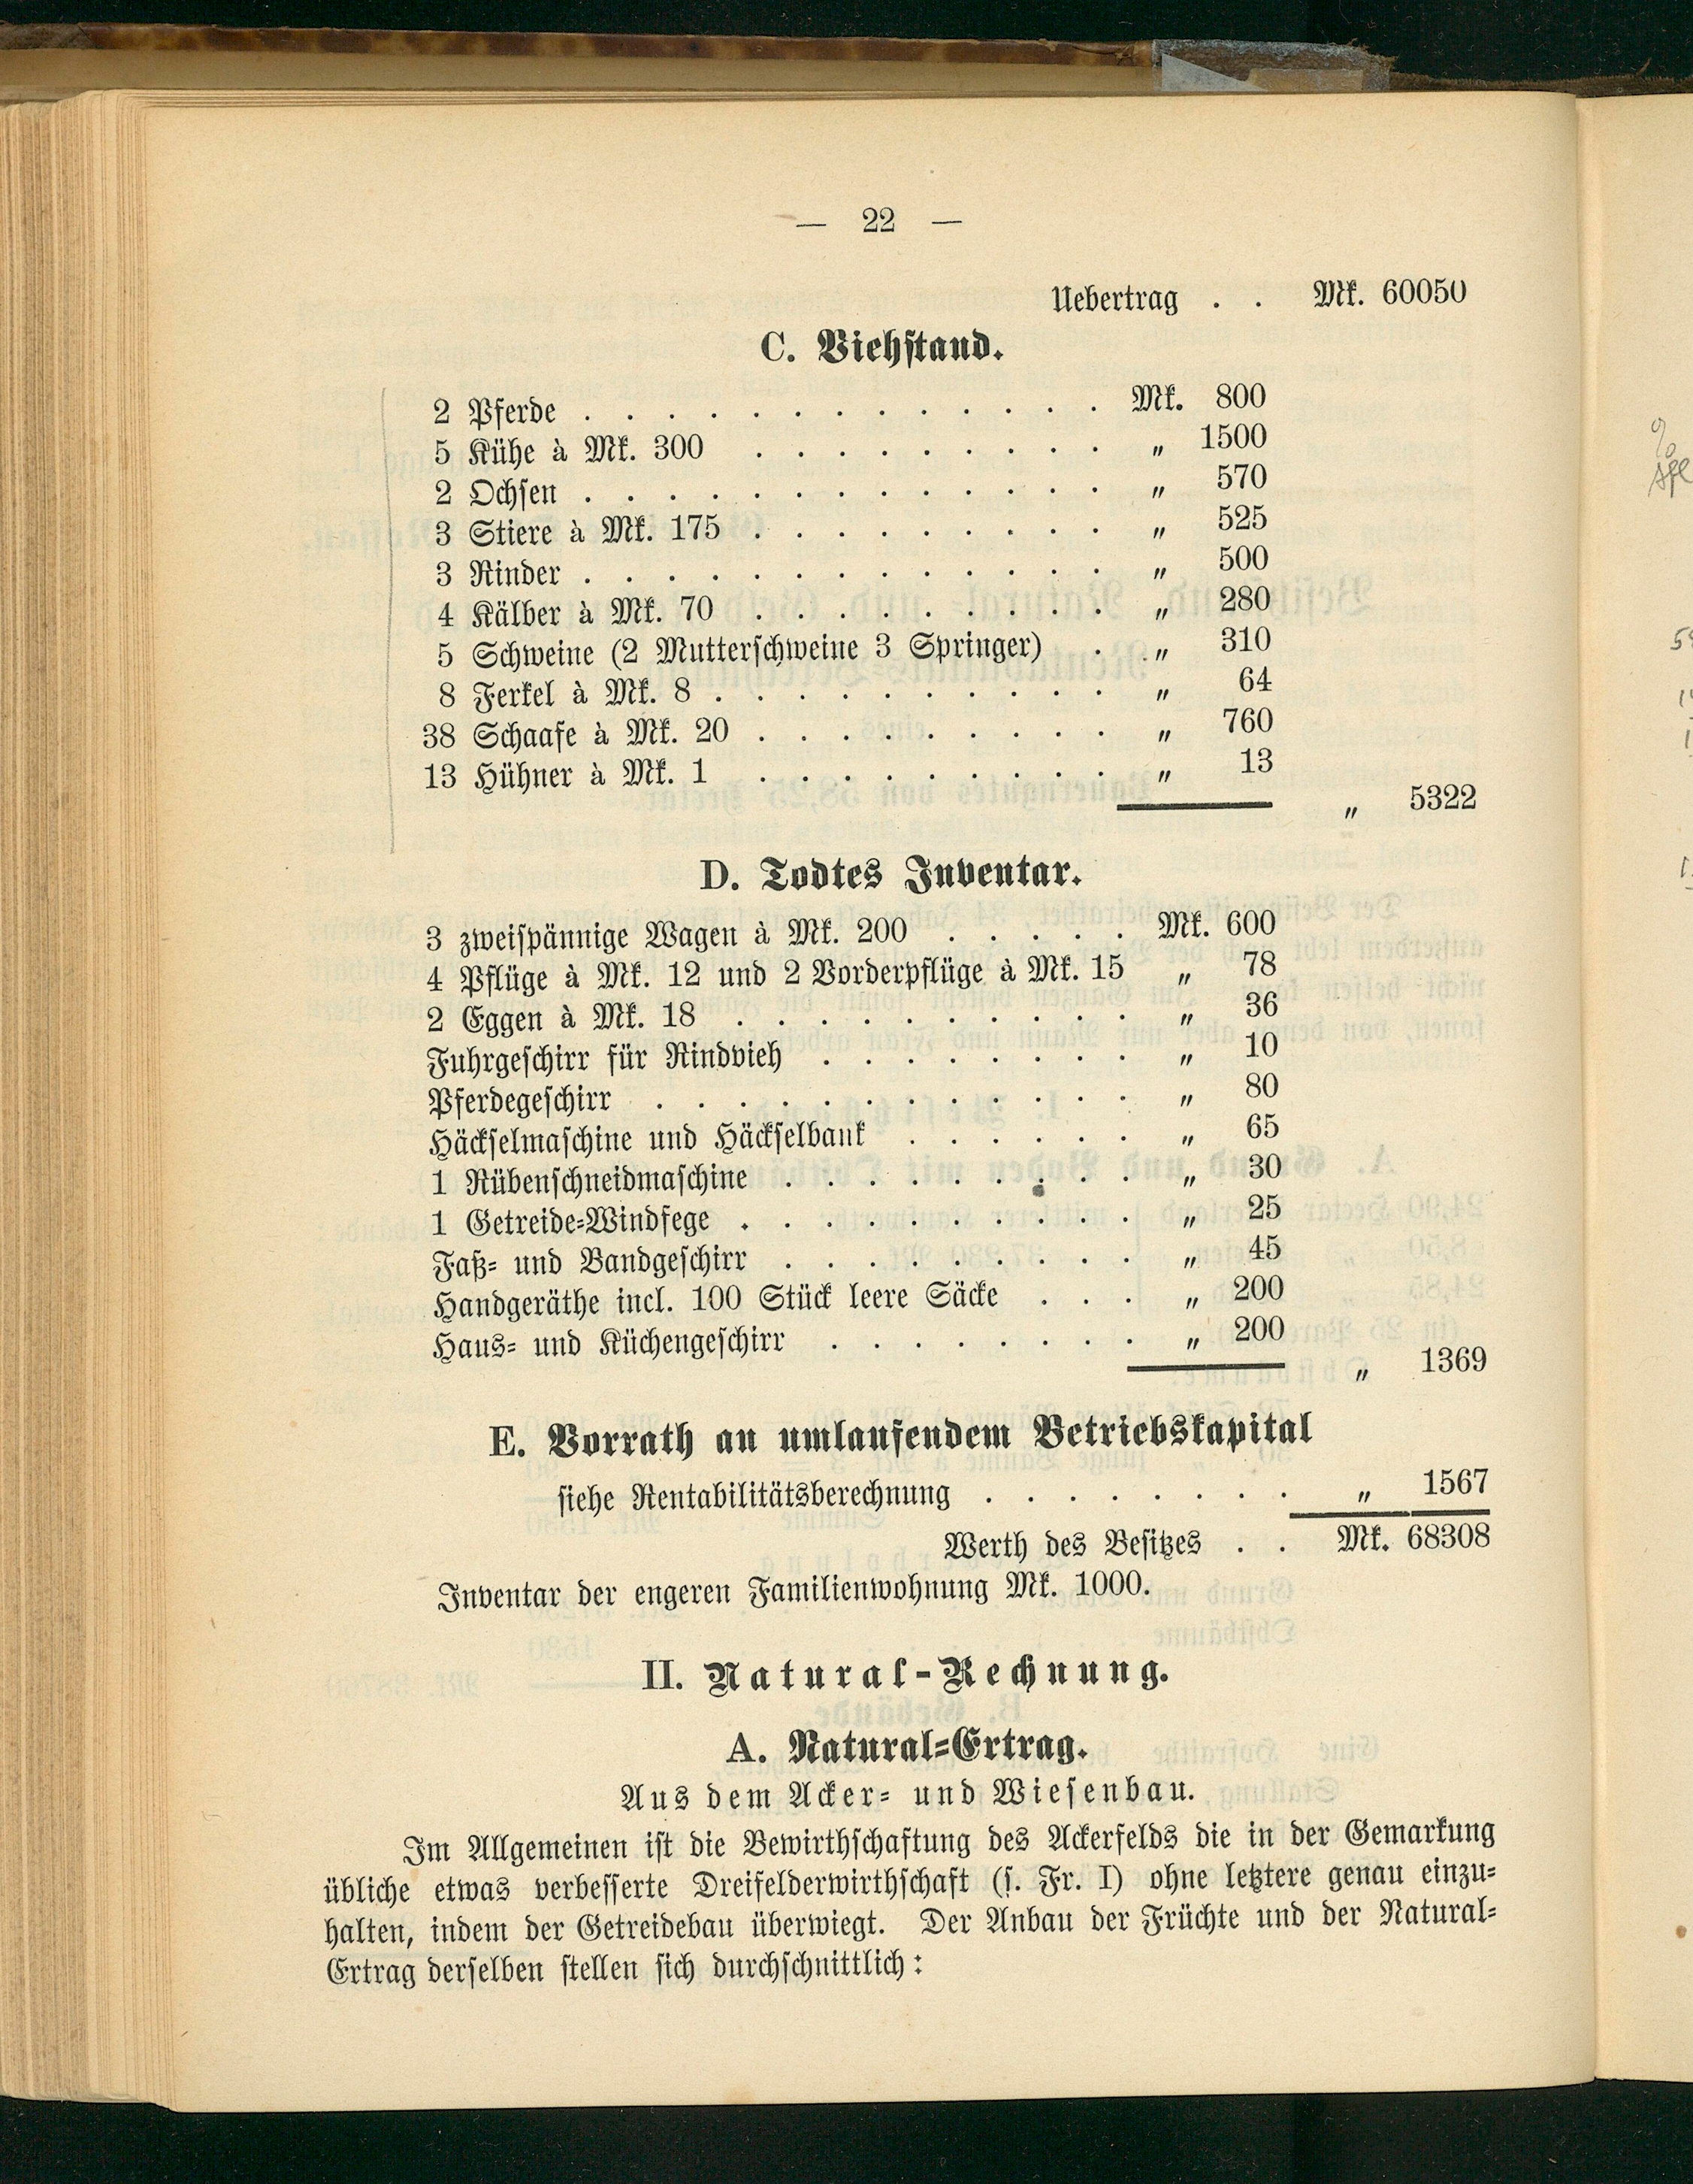 — 22 —
Uebertrag . . Mk. 60050
C. Viehstand.
2 Pferde . . . . . . . . . . . . . Mk. 800
5 Kühe à Mk. 300 . . . . . . . . . „ 1500
2 Ochsen . . . . . . . . . . . . . „ 570
3 Stiere à Mk. 175 . . . . . . . . . „ 525
3 Rinder . . . . . . . . . . . . . „ 500
4 Kälber à Mk. 70 . . . . . . . . . „ 280
5 Schweine (2 Mutterschweine 3 Springer) . . „ 310
8 Ferkel à Mk. 8 . . . . . . . . . . „ 64
38 Schaafe à Mk. 20 . . . . . . . . . „ 760
13 Hühner à Mk. 1 . . . . . . . . . „ 13
„ 5322
D. Todtes Inventar.
3 zweispännige Wagen à Mk. 200 . . . . . Mk. 600
4 Pflüge à Mk. 12 und 2 Vorderpflüge à Mk. 15 „ 78
2 Eggen à Mk. 18 . . . . . . . . . . „ 36
Fuhrgeschirr für Rindvieh . . . . . . . . „ 10
Pferdegeschirr . . . . . . . . . . . . „ 80
Häckselmaschine und Häckselbank . . . . . . „ 65
1 Rübenschneidmaschine . . . . . . . . . „ 30
1 Getreide-Windfege . . . . . . . . . . „ 25
Faß- und Bandgeschirr . . . . . . . . . „ 45
Handgeräthe incl. 100 Stück leere Säcke . . . „ 200
Haus- und Küchengeschirr . . . . . . . . „ 200
„ 1369
E. Vorrath an umlaufendem Betriebskapital
siehe Rentabilitätsberechnung . . . . . . . . „ 1567
Werth des Besitzes . . Mk. 68308
Inventar der engeren Familienwohnung Mk. 1000.
II. Natural-Rechnung.
A. Natural-Ertrag.
Aus dem Acker- und Wiesenbau.
Im Allgemeinen ist die Bewirthschaftung des Ackerfelds die in der Gemarkung
übliche etwas verbesserte Dreifelderwirthschaft (s. Fr. I) ohne letztere genau einzu-
halten, indem der Getreidebau überwiegt. Der Anbau der Früchte und der Natural-
Ertrag derselben stellen sich durchschnittlich: